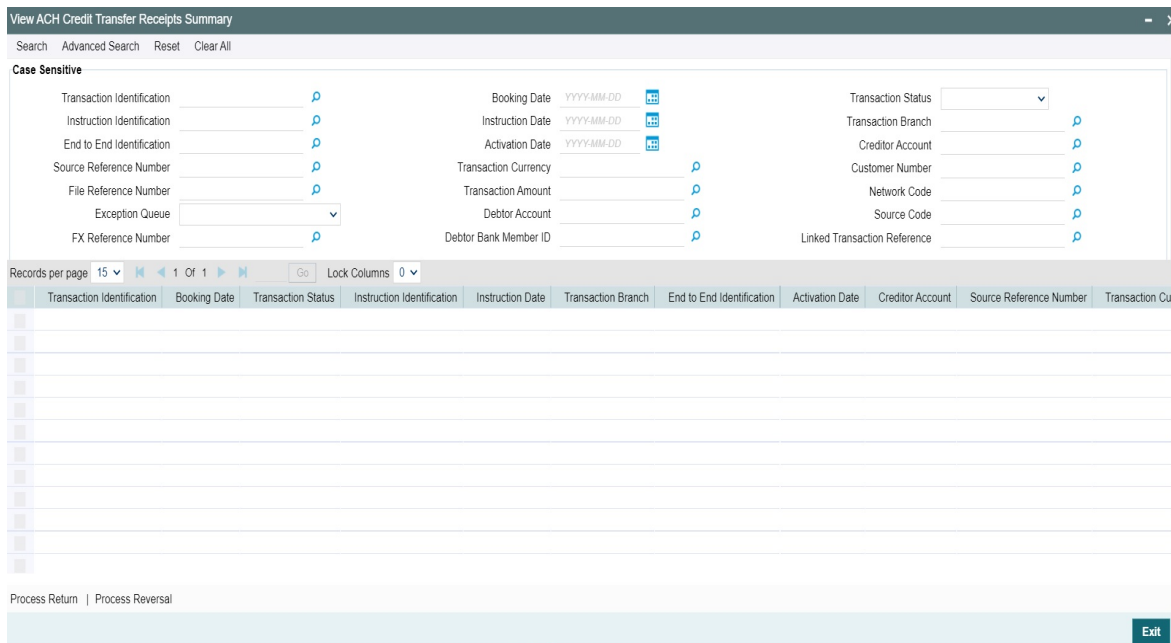 View ACH Credit Transfer Receipts Summary
Search Advanced Search Reset Clear All
Case Sensitive
Transaction Identification Booking Date YYYY-MM-DD Transaction Status
Instruction Identification Instruction Date YYYY-MM-DD Transaction Branch
End to End Identification Activation Date YYYY-MM-DD Creditor Account
Source Reference Number Transaction Currency Customer Number
File Reference Number Transaction Amount Network Code
Exception Queue Debtor Account Source Code
FX Reference Number Debtor Bank Member ID Linked Transaction Reference
Records per page 15 1 Of 1 Go Lock Columns 0
Transaction Identification Booking Date Transaction Status Instruction Identification Instruction Date Transaction Branch End to End Identification Activation Date Creditor Account Source Reference Number Transaction Cu
Process Return | Process Reversal
Exit